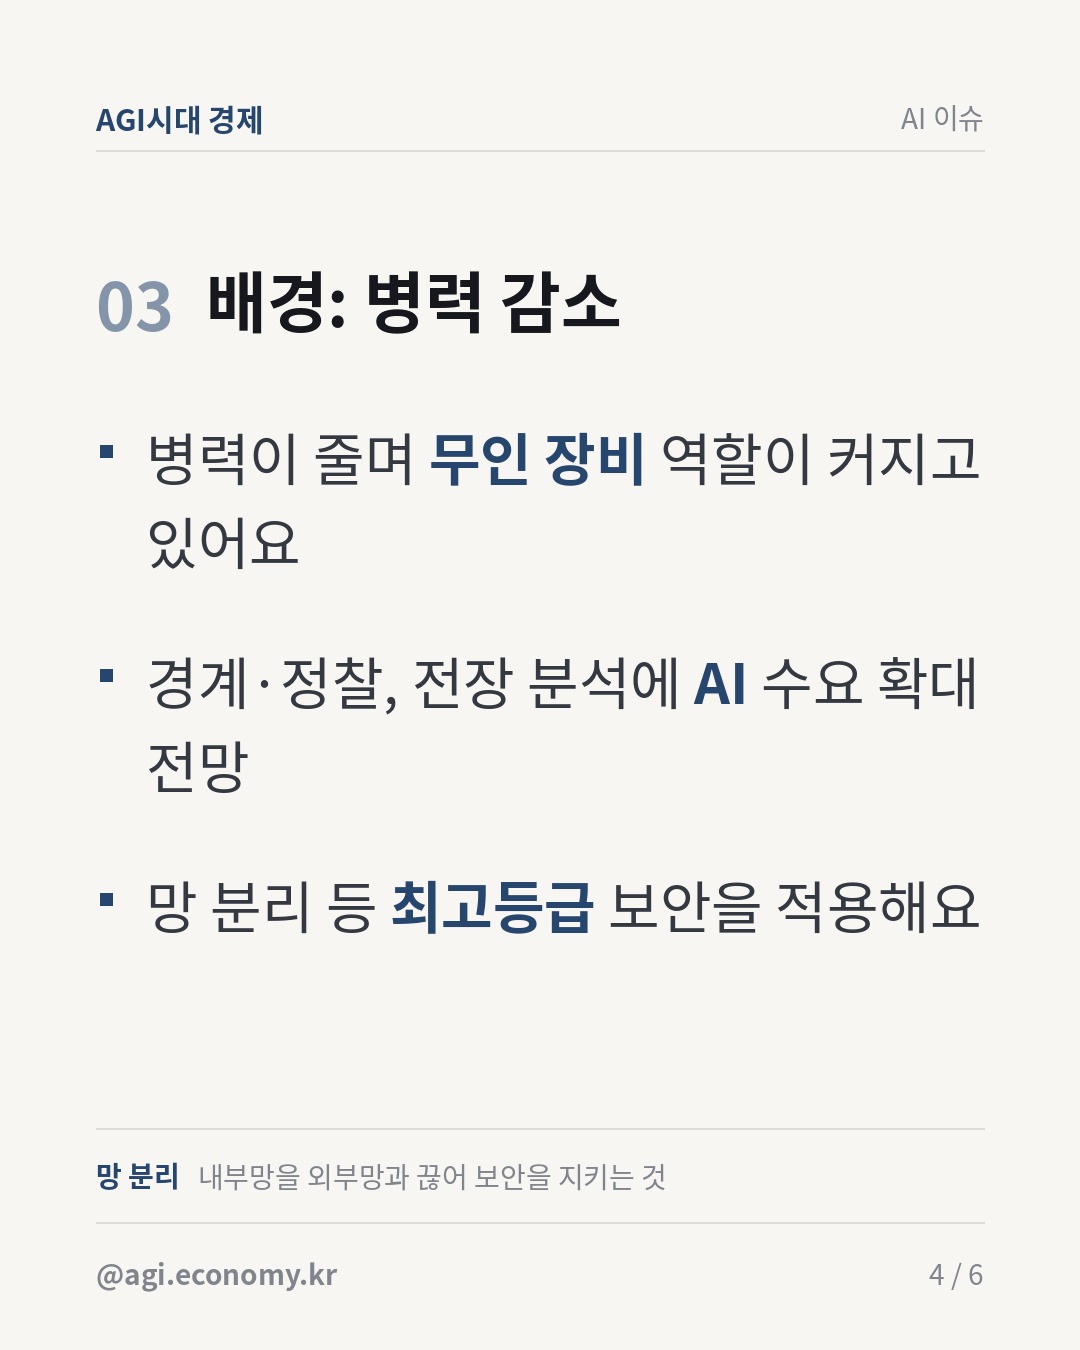 AGI시대 경제
AI 이슈
03 배경: 병력 감소
▪ 병력이 줄며 무인 장비 역할이 커지고
있어요
▪ 경계·정찰, 전장 분석에 AI 수요 확대
전망
▪ 망 분리 등 최고등급 보안을 적용해요
망 분리 내부망을 외부망과 끊어 보안을 지키는 것
@agi.economy.kr
4 / 6